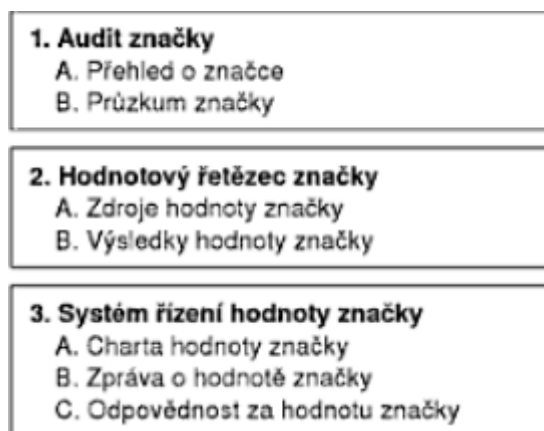 1. Audit značky
A. Přehled o značce
B. Průzkum značky
2. Hodnotový řetězec značky
A. Zdroje hodnoty značky
B. Výsledky hodnoty značky
3. Systém řízení hodnoty značky
A. Charta hodnoty značky
B. Zpráva o hodnotě značky
C. Odpovědnost za hodnotu značky